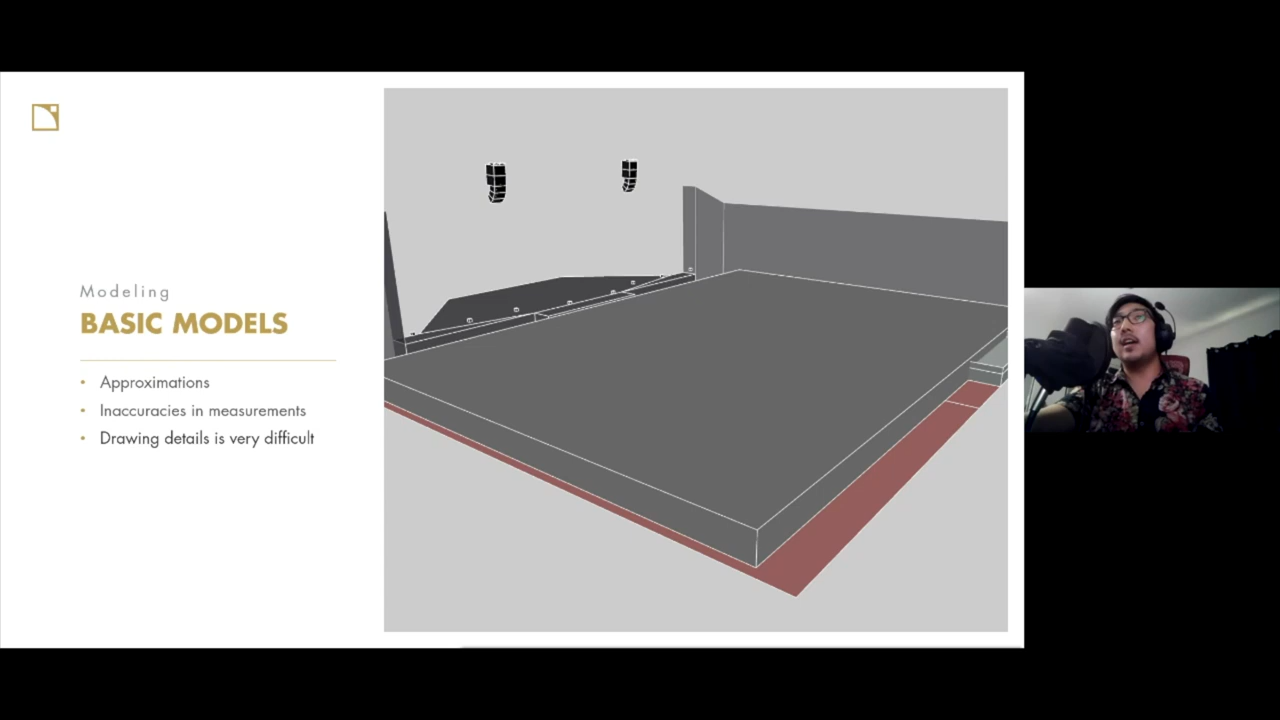 Modeling
BASIC MODELS
• Approximations
• Inaccuracies in measurements
• Drawing details is very difficult